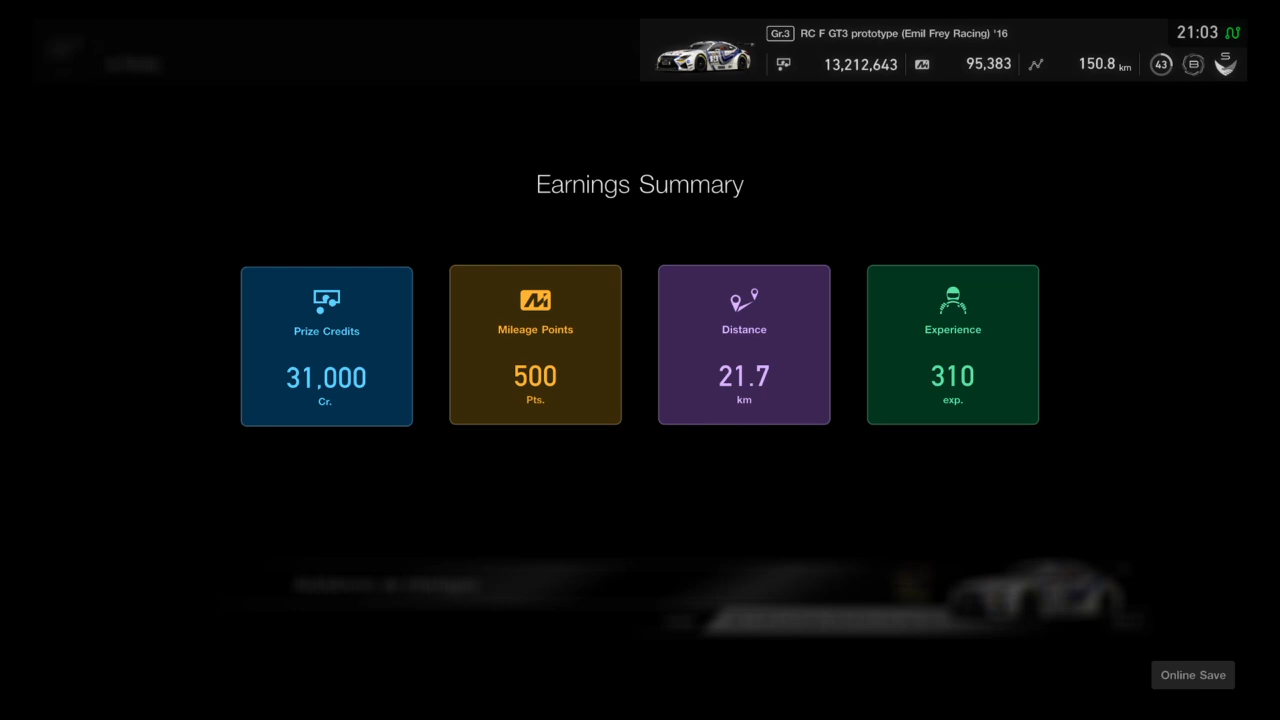 Gr.3 RC F GT3 prototype (Emil Frey Racing) '16
21:03
13,212,643 95,383 150.8 km 43 B S
Earnings Summary
Prize Credits
31,000
Cr.
Mileage Points
500
Pts.
Distance
21.7
km
Experience
310
exp.
Online Save